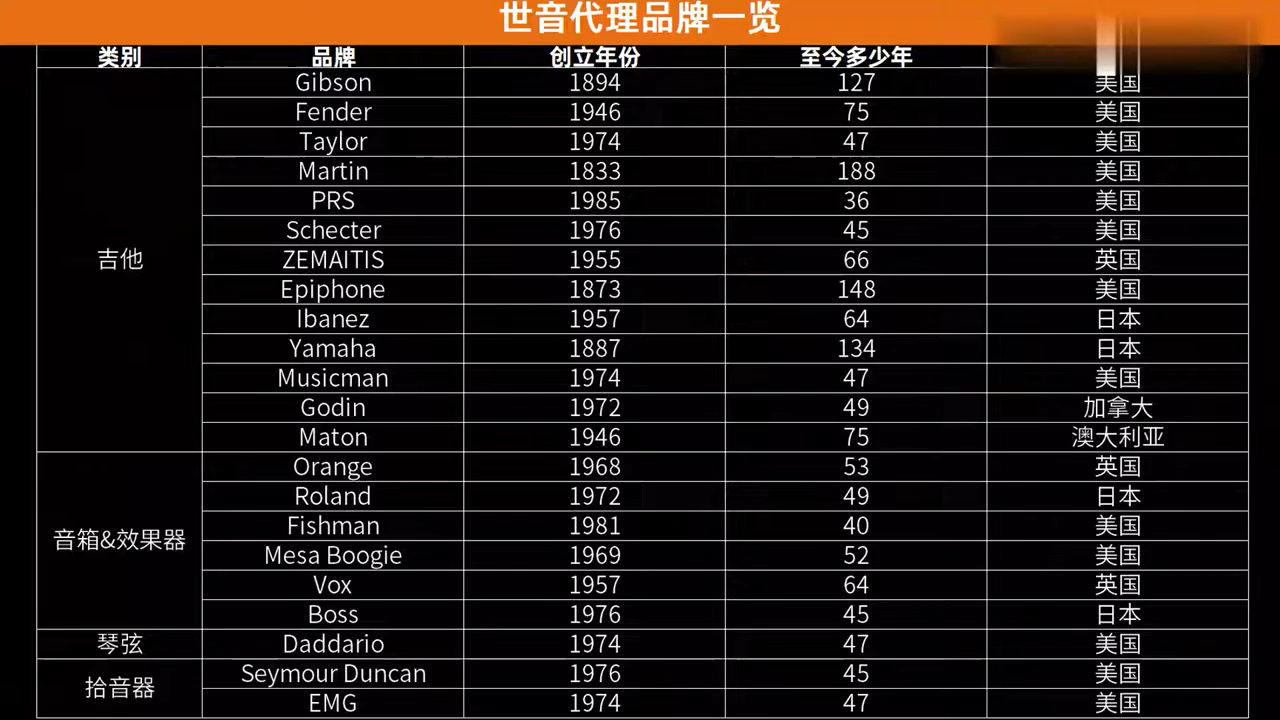 世音代理品牌一览
类别 品牌 创立年份 至今多少年
Gibson 1894 127 美国
Fender 1946 75 美国
Taylor 1974 47 美国
Martin 1833 188 美国
PRS 1985 36 美国
Schecter 1976 45 美国
吉他 ZEMAITIS 1955 66 英国
Epiphone 1873 148 美国
Ibanez 1957 64 日本
Yamaha 1887 134 日本
Musicman 1974 47 美国
Godin 1972 49 加拿大
Maton 1946 75 澳大利亚
Orange 1968 53 英国
Roland 1972 49 日本
Fishman 1981 40 美国
音箱&效果器
Mesa Boogie 1969 52 美国
Vox 1957 64 英国
Boss 1976 45 日本
琴弦 Daddario 1974 47 美国
Seymour Duncan 1976 45 美国
拾音器
EMG 1974 47 美国